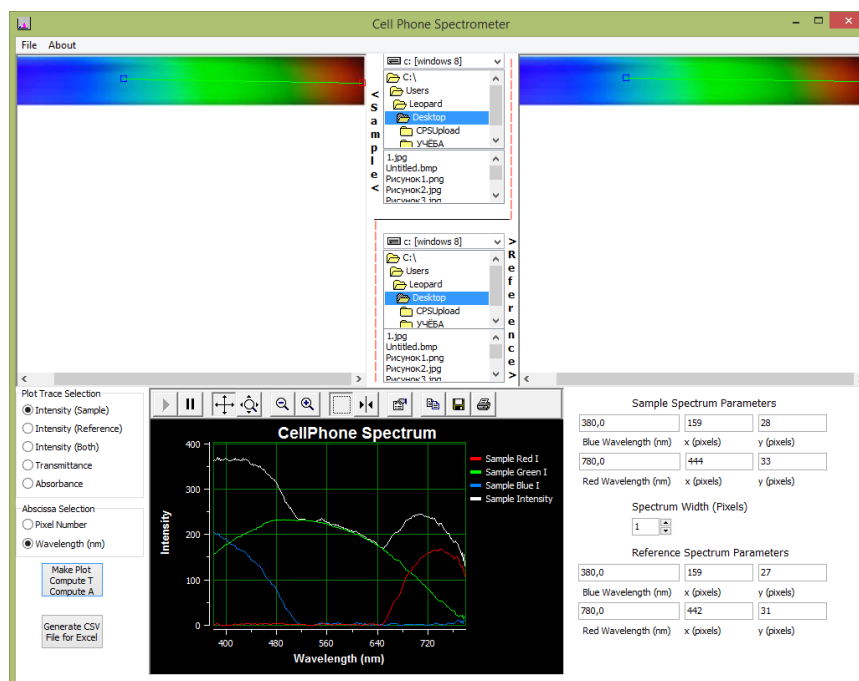 Cell Phone Spectrometer
File About
< Sample <
c: [windows 8]
C:\
Users
Leopard
Desktop
CPSUpload
УЧЁБА
1.jpg
Untitled.bmp
Рисунок1.png
Рисунок2.jpg
Рисунок3.jpg
> Reference >
c: [windows 8]
C:\
Users
Leopard
Desktop
CPSUpload
УЧЁБА
1.jpg
Untitled.bmp
Рисунок1.png
Рисунок2.jpg
Рисунок3.jpg
Plot Trace Selection
Intensity (Sample)
Intensity (Reference)
Intensity (Both)
Transmittance
Absorbance
Abscissa Selection
Pixel Number
Wavelength (nm)
Make Plot
Compute T
Compute A
Generate CSV
File for Excel
CellPhone Spectrum
400
300
200
100
0
Intensity
400 480 560 640 720
Wavelength (nm)
Sample Red I
Sample Green I
Sample Blue I
Sample Intensity
Sample Spectrum Parameters
380,0 159 28
Blue Wavelength (nm) x (pixels) y (pixels)
780,0 444 33
Red Wavelength (nm) x (pixels) y (pixels)
Spectrum Width (Pixels)
1
Reference Spectrum Parameters
380,0 159 27
Blue Wavelength (nm) x (pixels) y (pixels)
780,0 442 31
Red Wavelength (nm) x (pixels) y (pixels)